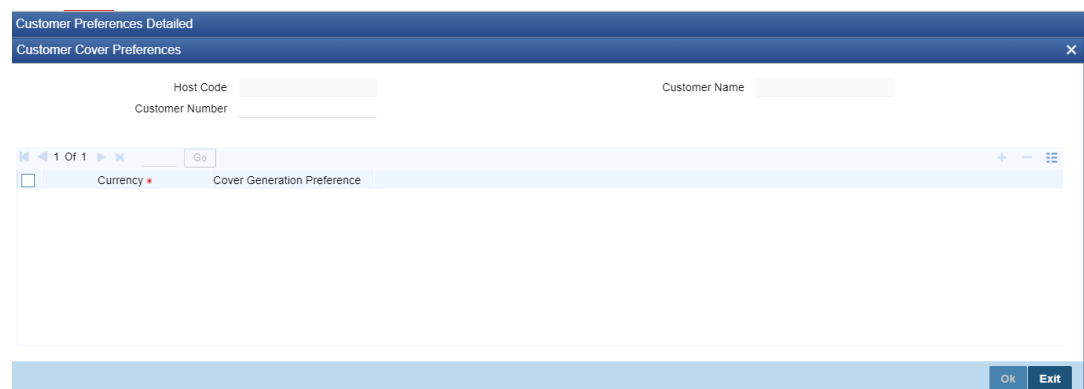 Customer Preferences Detailed
Customer Cover Preferences
Host Code
Customer Name
Customer Number
1 Of 1
Go
Currency *
Cover Generation Preference
Ok
Exit